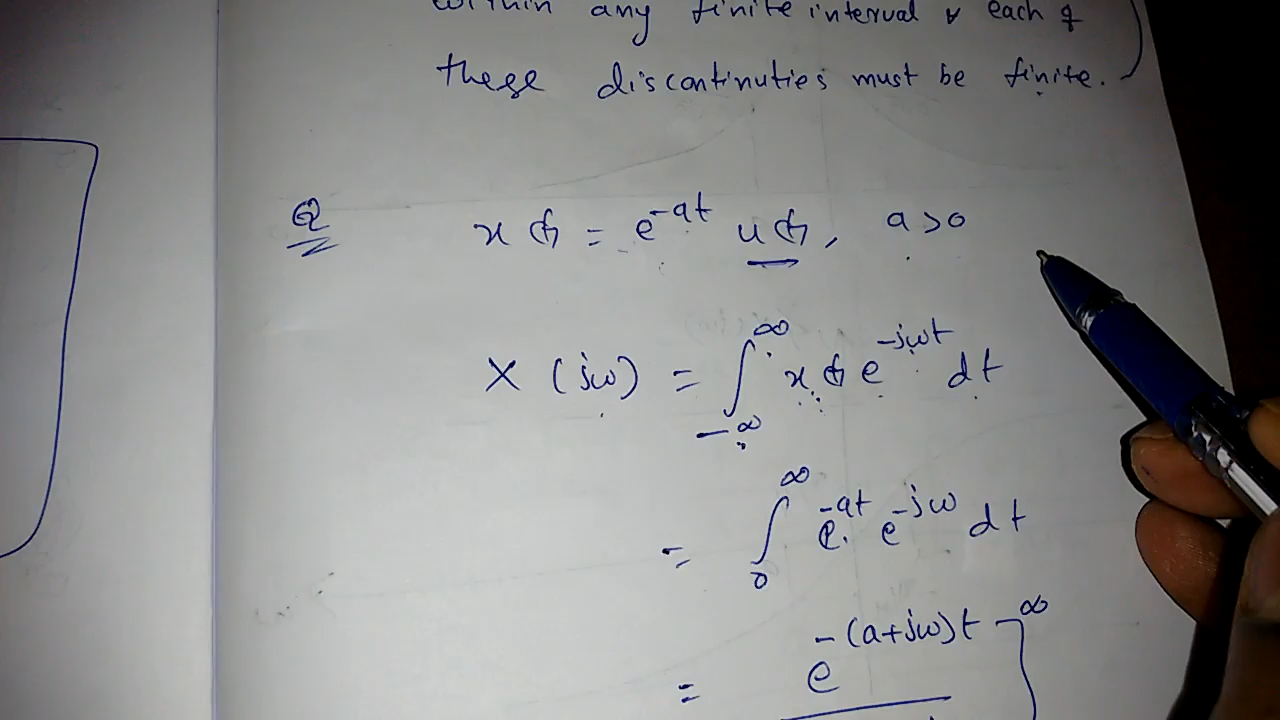 within any finite interval & each of
these discontinuties must be finite.
Q x(t) = e^{-at} u(t), a>0
X (jω) = ∫_{-∞}^{∞} x(t) e^{-jωt} dt
= ∫_{0}^{∞} e^{-at} e^{-jω} dt
= e^{-(a+jω)t} ]^{∞}